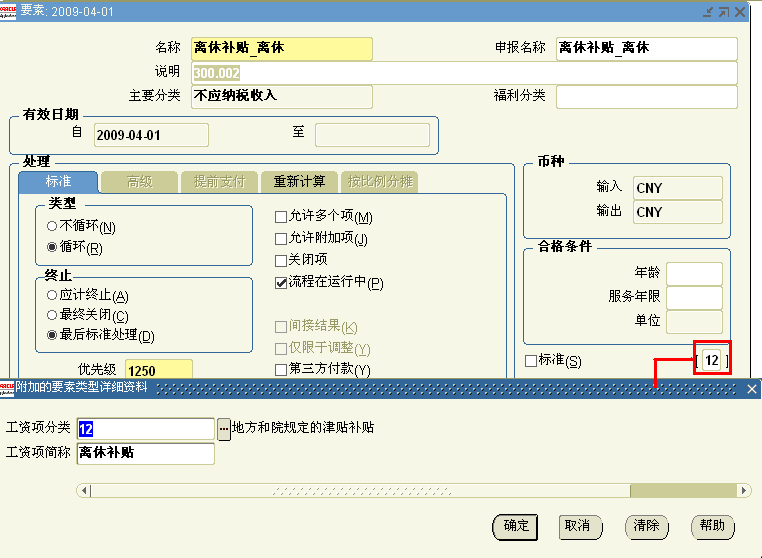 要素: 2009-04-01
名称 离休补贴_离休 申报名称 离休补贴_离休
说明 300.002
主要分类 不应纳税收入 福利分类
有效日期
自 2009-04-01 至
处理 币种
标准 高级 提前支付 重新计算 按比例分摊
输入 CNY
输出 CNY
类型
不循环(N)
循环(R)
终止
应计终止(A)
最终关闭(C)
最后标准处理(D)
优先级 1250
允许多个项(M)
允许附加项(J)
关闭项
流程在运行中(P)
间接结果(K)
仅限于调整(Y)
第三方付款(Y)
合格条件
年龄
服务年限
单位
标准(S) [ 12 ]
附加的要素类型详细资料
工资项分类 12 ... 地方和院规定的津贴补贴
工资项简称 离休补贴
确定 取消 清除 帮助